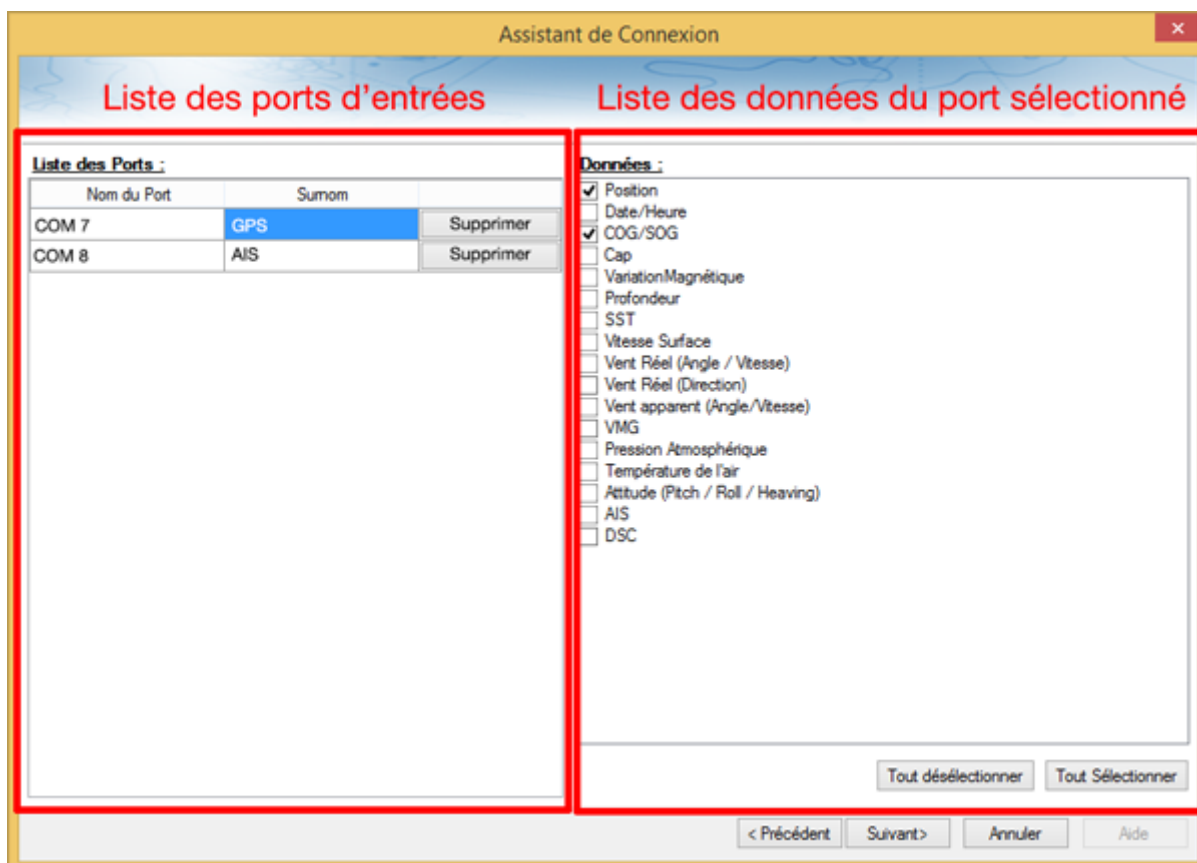 Assistant de Connexion
Liste des ports d'entrées
Liste des données du port sélectionné
Liste des Ports :
Nom du Port Surnom
COM 7 GPS Supprimer
COM 8 AIS Supprimer
Données :
Position
Date/Heure
COG/SOG
Cap
VariationMagnétique
Profondeur
SST
Vitesse Surface
Vent Réel (Angle / Vitesse)
Vent Réel (Direction)
Vent apparent (Angle/Vitesse)
VMG
Pression Atmosphérique
Température de l'air
Attitude (Pitch / Roll / Heaving)
AIS
DSC
Tout désélectionner Tout Sélectionner
< Précédent Suivant> Annuler Aide